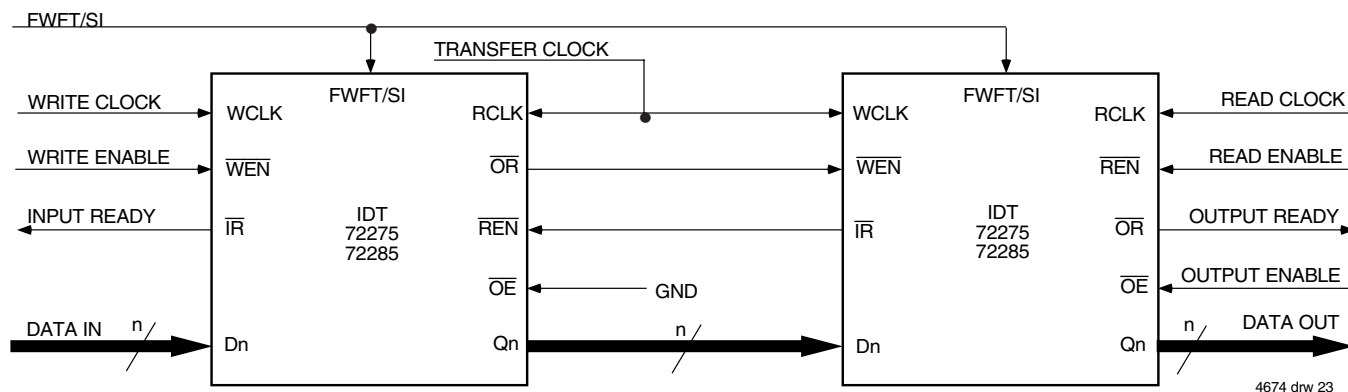 FWFT/SI
TRANSFER CLOCK
FWFT/SI
FWFT/SI
WRITE CLOCK
WCLK
RCLK
WCLK
RCLK
READ CLOCK
WRITE ENABLE
WEN
OR
WEN
REN
READ ENABLE
INPUT READY
IR
IDT
72275
72285
REN
IR
IDT
72275
72285
OR
OUTPUT READY
OE
GND
OE
OUTPUT ENABLE
DATA IN
n
Dn
Qn
n
Dn
Qn
n
DATA OUT
4674 drw 23